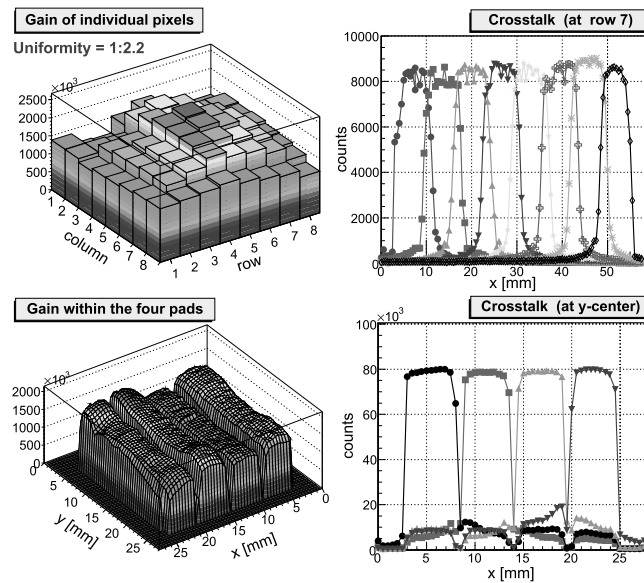 Gain of individual pixels
Uniformity = 1:2.2
×10³
2500
2000
1500
1000
500
0
1 2 3 4 5 6 7 8
column
1 2 3 4 5 6 7 8
row
Crosstalk (at row 7)
10000
8000
6000
4000
2000
0
counts
0 10 20 30 40 50
x [mm]
Gain within the four pads
×10³
2000
1500
1000
500
0
5 10 15 20 25
y [mm]
25 20 15 10 5 0
x [mm]
Crosstalk (at y-center)
×10³
100
80
60
40
20
0
counts
0 5 10 15 20 25
x [mm]